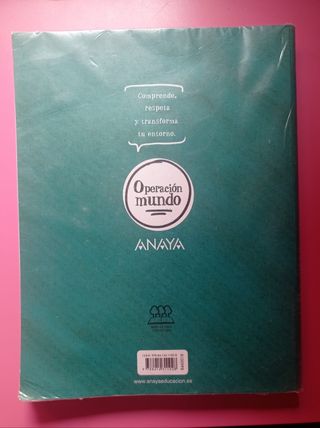 Comprende,
respeta
y transforma
tu entorno.
Operación
mundo
ANAYA
www.anayaeducacion.es